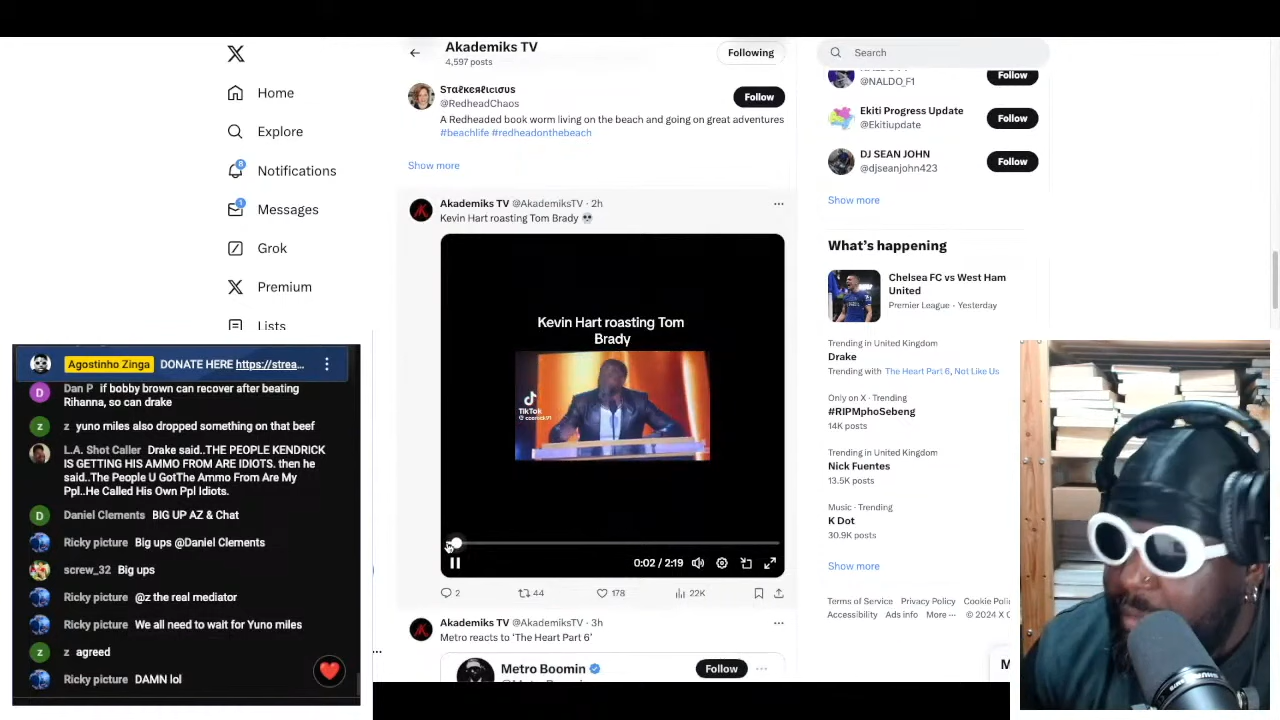 Home
Explore
8
Notifications
1
Messages
Grok
Premium
Lists
Akademiks TV
4,597 posts
Following
Sтαℓкєяℓιcισυs
@RedheadChaos
Follow
A Redheaded book worm living on the beach and going on great adventures
#beachlife #redheadonthebeach
Show more
Akademiks TV @AkademiksTV · 2h
Kevin Hart roasting Tom Brady 💀
Kevin Hart roasting Tom
Brady
TikTok
0:02 / 2:19
2
44
178
22K
Akademiks TV @AkademiksTV · 3h
Metro reacts to ‘The Heart Part 6’
Metro Boomin
Follow
Search
@NALDO_F1
Follow
Ekiti Progress Update
@Ekitiupdate
Follow
DJ SEAN JOHN
@djseanjohn423
Follow
Show more
What’s happening
Chelsea FC vs West Ham
United
Premier League · Yesterday
Trending in United Kingdom
Drake
Trending with The Heart Part 6, Not Like Us
Only on X · Trending
#RIPMphoSebeng
14K posts
Trending in United Kingdom
Nick Fuentes
13.5K posts
Music · Trending
K Dot
30.9K posts
Show more
Terms of Service Privacy Policy Cookie
Accessibility Ads info More ··· © 2024 X
Agostinho Zinga DONATE HERE https://strea...
Dan P if bobby brown can recover after beating
Rihanna, so can drake
z yuno miles also dropped something on that beef
L.A. Shot Caller Drake said..THE PEOPLE KENDRICK
IS GETTING HIS AMMO FROM ARE IDIOTS. then he
said..The People U GotThe Ammo From Are My
Ppl..He Called His Own Ppl Idiots.
Daniel Clements BIG UP AZ & Chat
Ricky picture Big ups @Daniel Clements
screw_32 Big ups
Ricky picture @z the real mediator
Ricky picture We all need to wait for Yuno miles
z agreed
Ricky picture DAMN lol